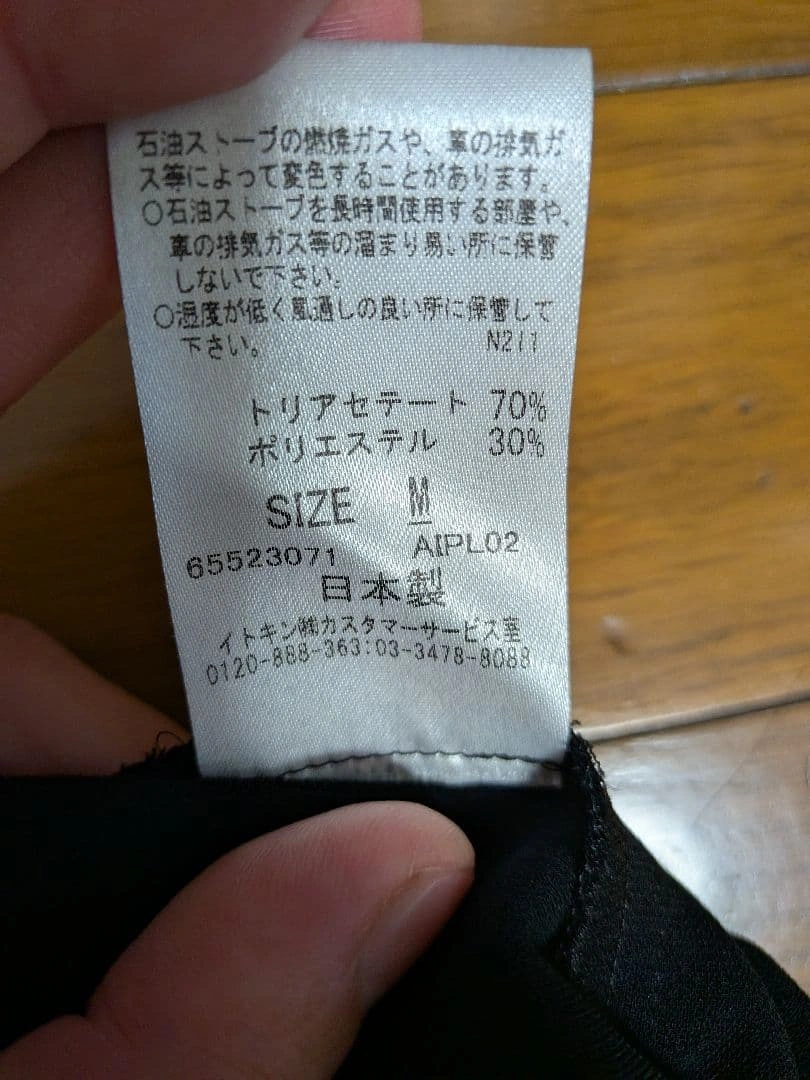 石油ストーブの燃焼ガスや、車の排気ガ
ス等によって変色することがあります。
○石油ストーブを長時間使用する部屋や、
車の排気ガス等の溜まり易い所に保管
しないで下さい。
○湿度が低く風通しの良い所に保管して
下さい。 N211
トリアセテート 70%
ポリエステル 30%
SIZE M
65523071 AIPL02
日本製
イトキン㈱カスタマーサービス室
0120-888-363:03-3478-8088